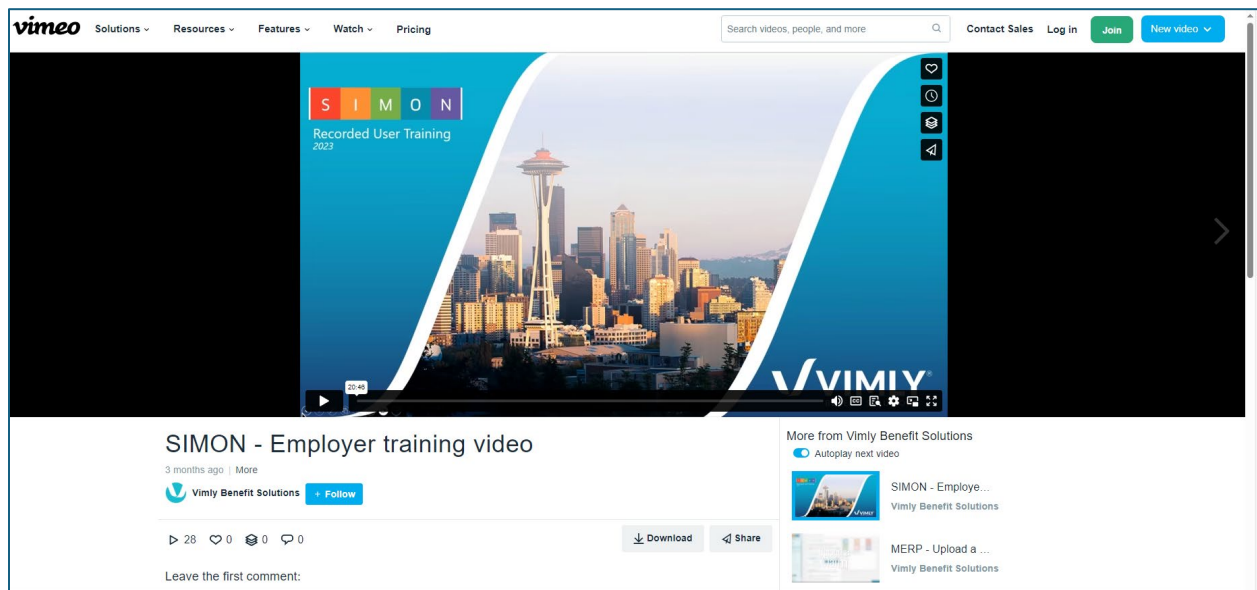 vimeo Solutions Resources Features Watch Pricing Search videos, people, and more Contact Sales Log in Join New video
S I M O N
Recorded User Training
2023
VIMLY®
20:46
CC
SIMON - Employer training video
3 months ago | More
Vimly Benefit Solutions + Follow
28 0 0 0 Download Share
Leave the first comment:
More from Vimly Benefit Solutions
Autoplay next video
SIMON - Employe...
Vimly Benefit Solutions
MERP - Upload a ...
Vimly Benefit Solutions